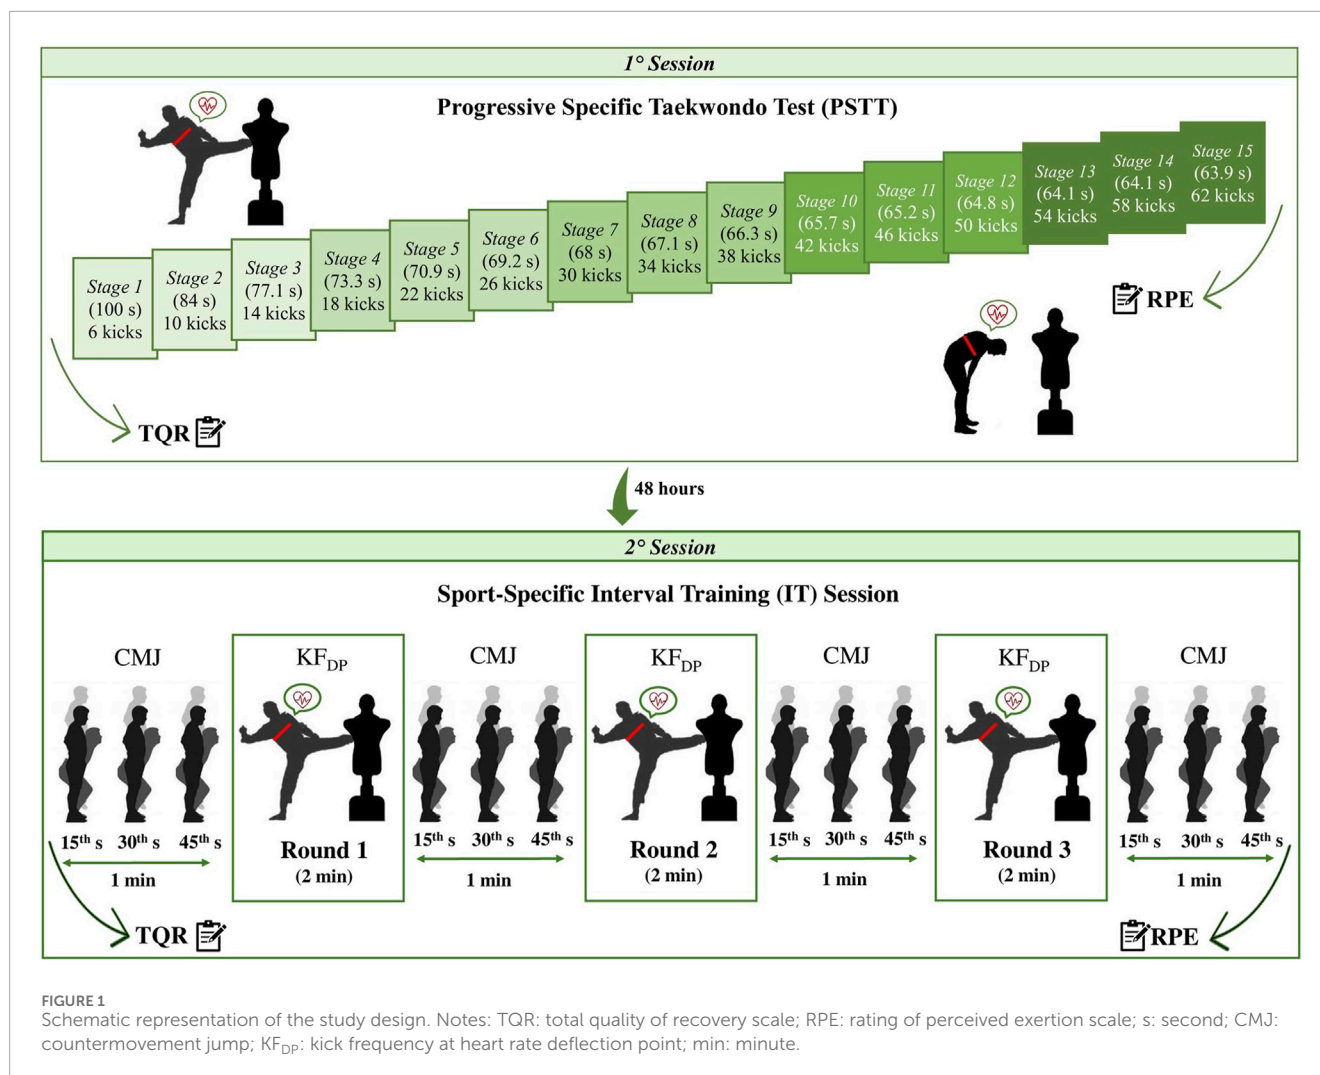 1° Session
Progressive Specific Taekwondo Test (PSTT)
Stage 1
(100 s)
6 kicks
Stage 2
(84 s)
10 kicks
Stage 3
(77.1 s)
14 kicks
Stage 4
(73.3 s)
18 kicks
Stage 5
(70.9 s)
22 kicks
Stage 6
(69.2 s)
26 kicks
Stage 7
(68 s)
30 kicks
Stage 8
(67.1 s)
34 kicks
Stage 9
(66.3 s)
38 kicks
Stage 10
(65.7 s)
42 kicks
Stage 11
(65.2 s)
46 kicks
Stage 12
(64.8 s)
50 kicks
Stage 13
(64.1 s)
54 kicks
Stage 14
(64.1 s)
58 kicks
Stage 15
(63.9 s)
62 kicks
RPE
TQR
48 hours
2° Session
Sport-Specific Interval Training (IT) Session
CMJ
15th s 30th s 45th s
1 min
KFDP
Round 1
(2 min)
CMJ
15th s 30th s 45th s
1 min
KFDP
Round 2
(2 min)
CMJ
15th s 30th s 45th s
1 min
KFDP
Round 3
(2 min)
CMJ
15th s 30th s 45th s
1 min
TQR
RPE
FIGURE 1
Schematic representation of the study design. Notes: TQR: total quality of recovery scale; RPE: rating of perceived exertion scale; s: second; CMJ:
countermovement jump; KFDP: kick frequency at heart rate deflection point; min: minute.